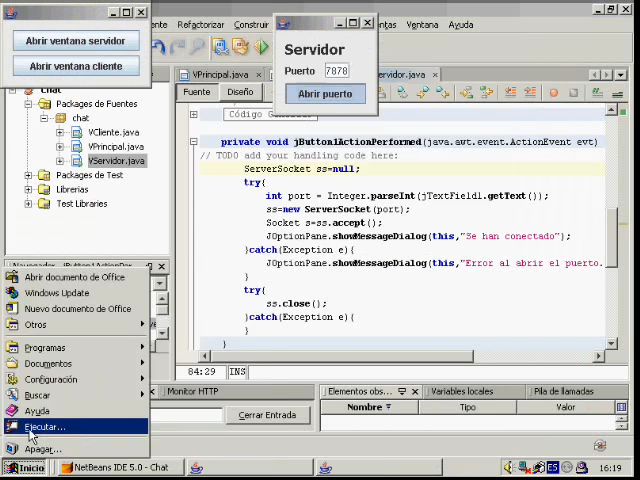 Abrir ventana servidor
Abrir ventana cliente
Refactorizar Construir
Ventana Ayuda
Servidor
Puerto 7878
Abrir puerto
Chat
Packages de Fuentes
chat
VCliente.java
VPrincipal.java
VServidor.java
Packages de Test
Librerias
Test Libraries
VPrincipal.java
Fuente Diseño
private void jButton1ActionPerformed(java.awt.event.ActionEvent evt)
// TODO add your handling code here:
ServerSocket ss=null;
try{
int port = Integer.parseInt(jTextField1.getText());
ss=new ServerSocket(port);
Socket s=ss.accept();
JOptionPane.showMessageDialog(this,"Se han conectado");
}catch(Exception e){
JOptionPane.showMessageDialog(this,"Error al abrir el puerto.
try{
ss.close();
}catch(Exception e){
}
}
84:29 INS
Abrir documento de Office
Windows Update
Nuevo documento de Office
Otros
Programas
Documentos
Configuración
Buscar
Ayuda
Ejecutar...
Apagar...
Monitor HTTP
Cerrar Entrada
Elementos obs...
Variables locales
Pila de llamadas
Nombre
Tipo
Valor
Inicio
NetBeans IDE 5.0 - Chat
ES
16:19